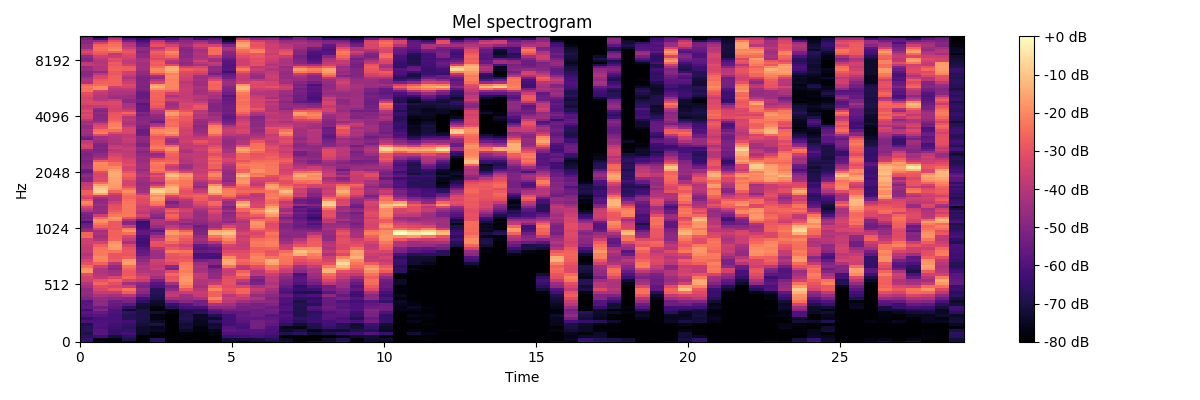 Mel spectrogram
8192
4096
2048
1024
512
0
Hz
0 5 10 15 20 25
Time
+0 dB
-10 dB
-20 dB
-30 dB
-40 dB
-50 dB
-60 dB
-70 dB
-80 dB